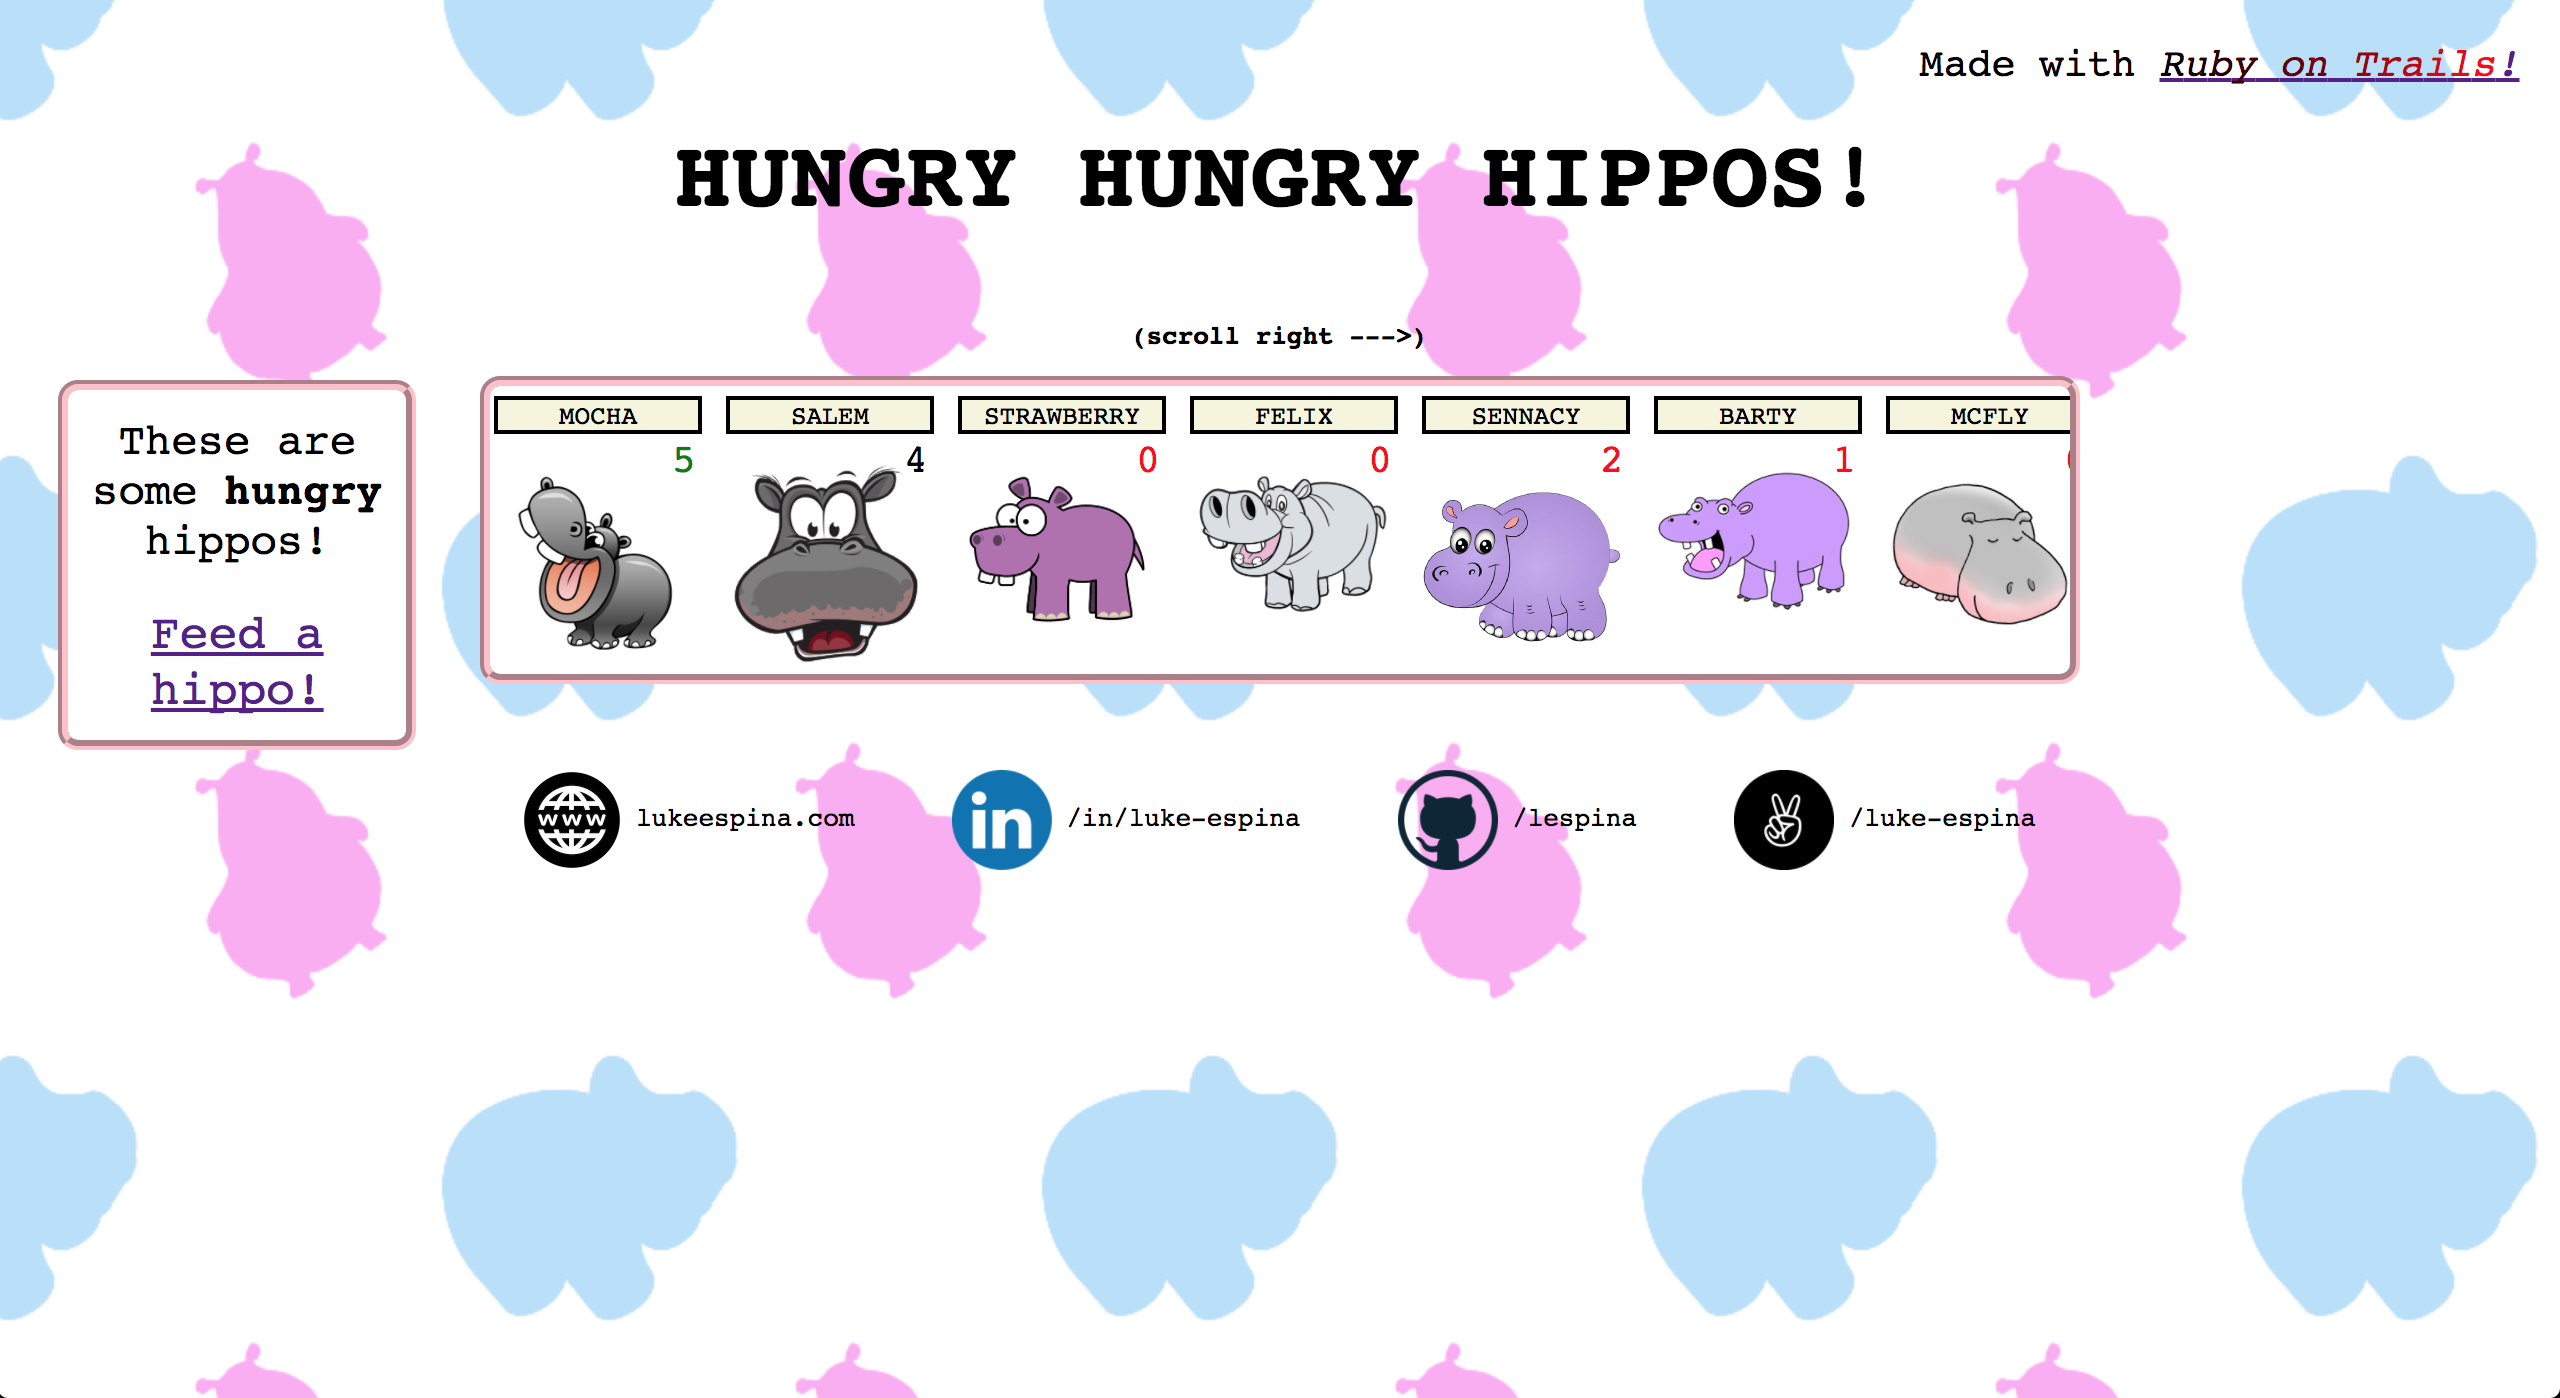 Made with Ruby on Trails!
HUNGRY HUNGRY HIPPOS!
(scroll right --->)
These are
some hungry
hippos!
Feed a
hippo!
MOCHA SALEM STRAWBERRY FELIX SENNACY BARTY MCFLY
5 4 0 0 2 1
www lukeespina.com in /in/luke-espina /lespina /luke-espina